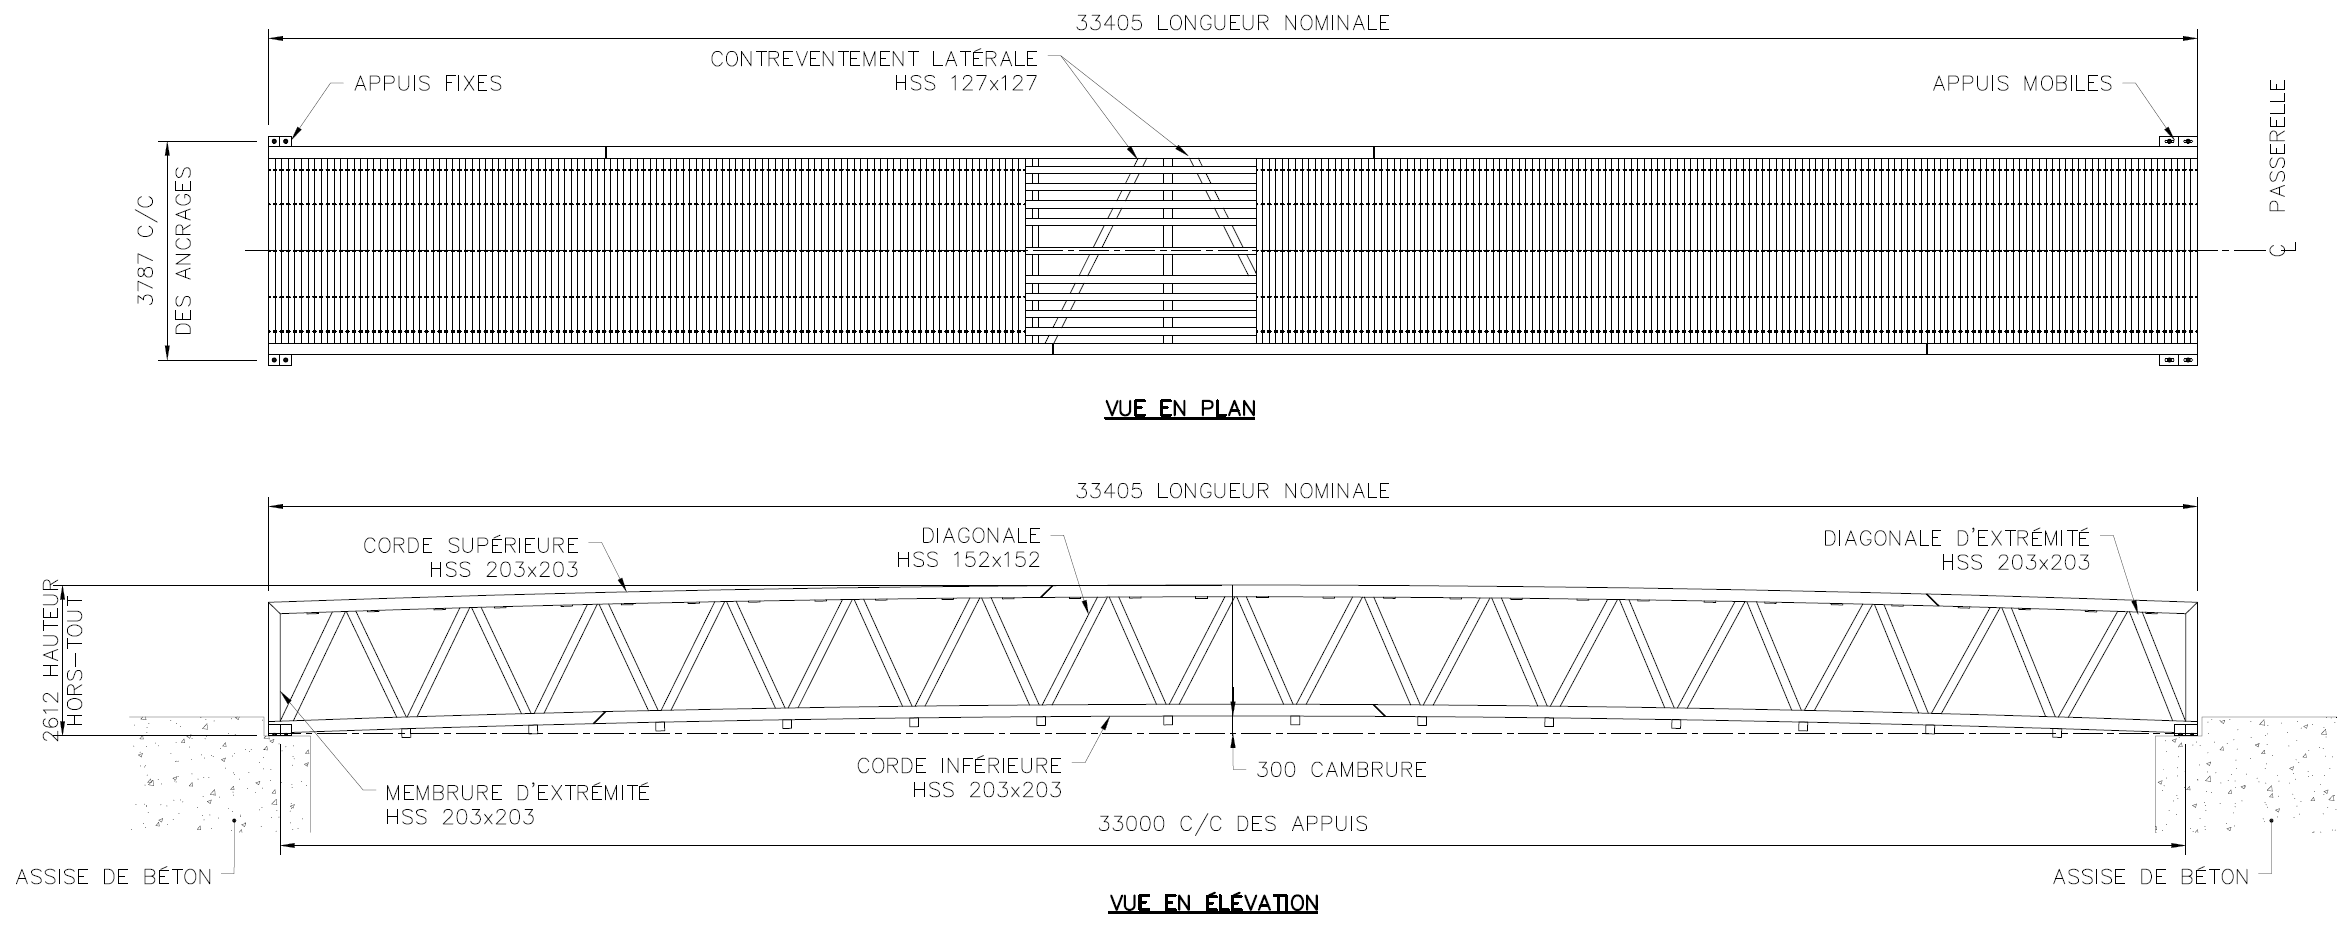 33405 LONGUEUR NOMINALE
CONTREVENTEMENT LATÉRALE
HSS 127x127
APPUIS FIXES
APPUIS MOBILES
3787 C/C
DES ANCRAGES
C L PASSERELLE
VUE EN PLAN
33405 LONGUEUR NOMINALE
CORDE SUPÉRIEURE
HSS 203x203
DIAGONALE
HSS 152x152
DIAGONALE D'EXTRÉMITÉ
HSS 203x203
2612 HAUTEUR
HORS-TOUT
MEMBRURE D'EXTRÉMITÉ
HSS 203x203
CORDE INFÉRIEURE
HSS 203x203
300 CAMBRURE
33000 C/C DES APPUIS
ASSISE DE BÉTON
ASSISE DE BÉTON
VUE EN ÉLÉVATION